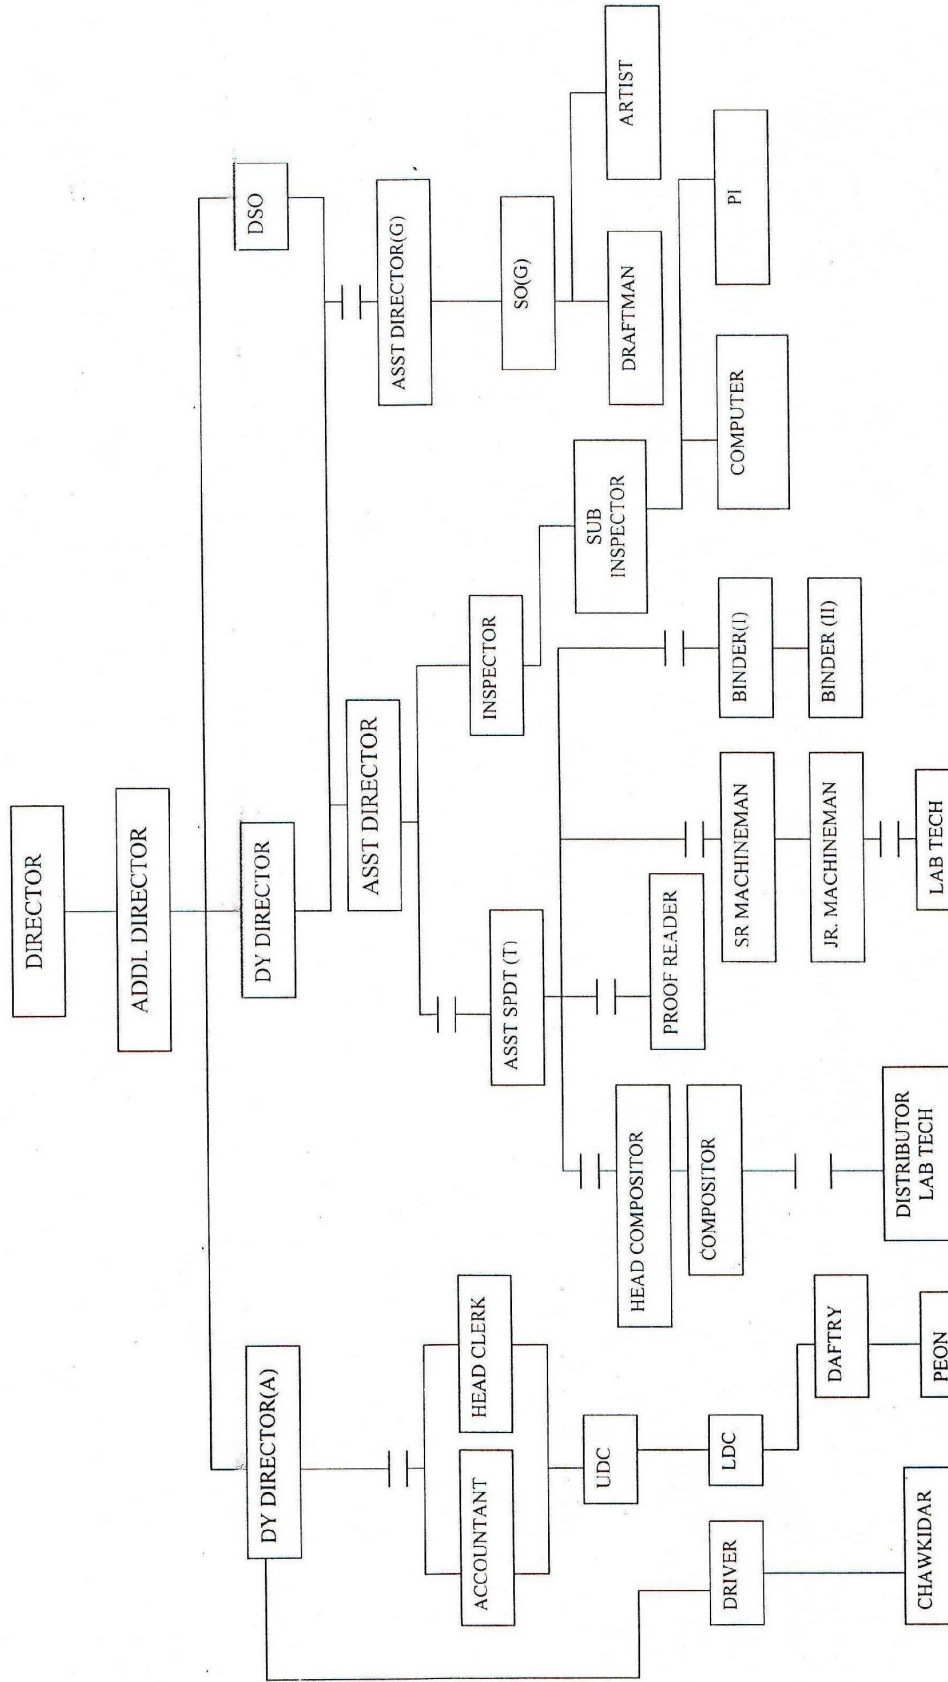 DIRECTOR
ADDL DIRECTOR
DY DIRECTOR(A)
DY DIRECTOR
DSO
ASST DIRECTOR
ASST DIRECTOR(G)
ACCOUNTANT
HEAD CLERK
ASST SPDT (T)
INSPECTOR
SO(G)
UDC
SUB
INSPECTOR
DRAFTMAN
ARTIST
HEAD COMPOSITOR
PROOF READER
DRIVER
LDC
COMPOSITOR
SR MACHINEMAN
BINDER(I)
COMPUTER
PI
DAFTRY
JR. MACHINEMAN
BINDER (II)
CHAWKIDAR
PEON
DISTRIBUTOR
LAB TECH
LAB TECH